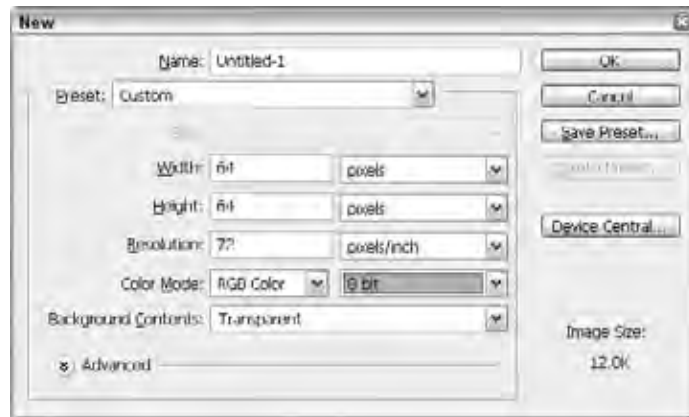 New
Name: Untitled-1
OK
Preset: Custom
Cancel
Save Preset...
Width: 64 pixels
Height: 64 pixels
Device Central...
Resolution: 72 pixels/inch
Color Mode: RGB Color 8 bit
Background Contents: Transparent
Image Size:
12.0K
Advanced